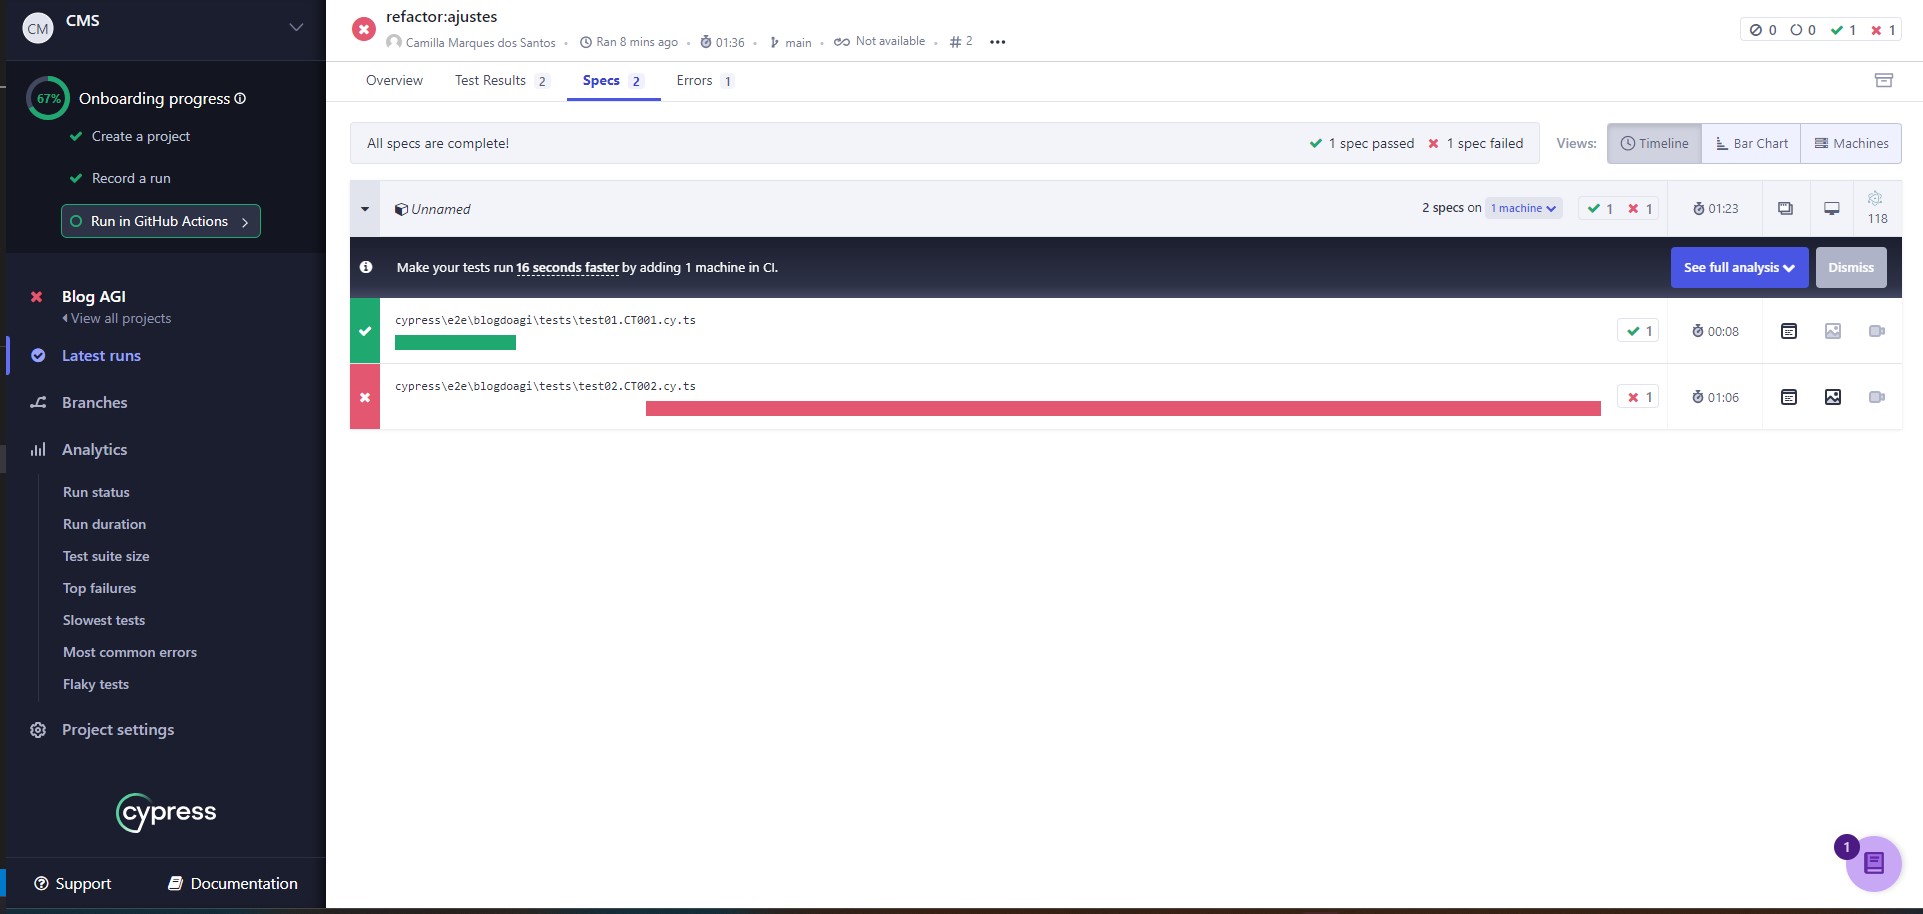 CM
CMS
67%
Onboarding progress
Create a project
Record a run
Run in GitHub Actions
Blog AGI
View all projects
Latest runs
Branches
Analytics
Run status
Run duration
Test suite size
Top failures
Slowest tests
Most common errors
Flaky tests
Project settings
cypress
Support
Documentation
refactor:ajustes
Camilla Marques dos Santos
Ran 8 mins ago
01:36
main
Not available
# 2
0 0 1 1
Overview
Test Results 2
Specs 2
Errors 1
All specs are complete!
1 spec passed
1 spec failed
Views:
Timeline
Bar Chart
Machines
Unnamed
2 specs on 1 machine
1 1
01:23
118
Make your tests run 16 seconds faster by adding 1 machine in CI.
See full analysis
Dismiss
cypress\e2e\blogdoagi\tests\test01.CT001.cy.ts
1
00:08
cypress\e2e\blogdoagi\tests\test02.CT002.cy.ts
1
01:06
1